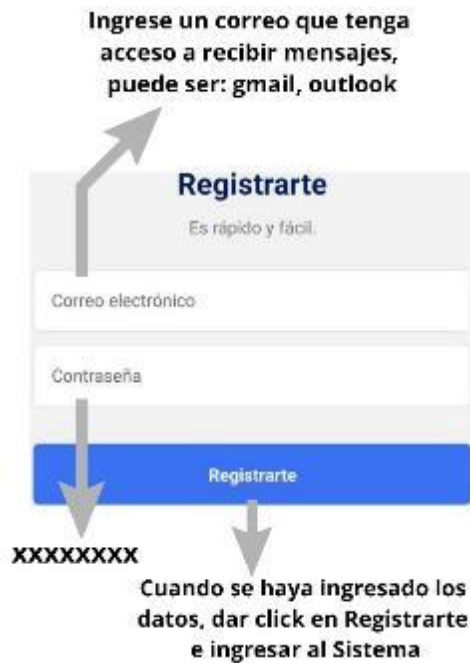 Ingrese un correo que tenga
acceso a recibir mensajes,
puede ser: gmail, outlook
Registrarte
Es rápido y fácil.
Correo electrónico
Contraseña
Registrarte
xxxxxxxx
Cuando se haya ingresado los
datos, dar click en Registrarte
e ingresar al Sistema